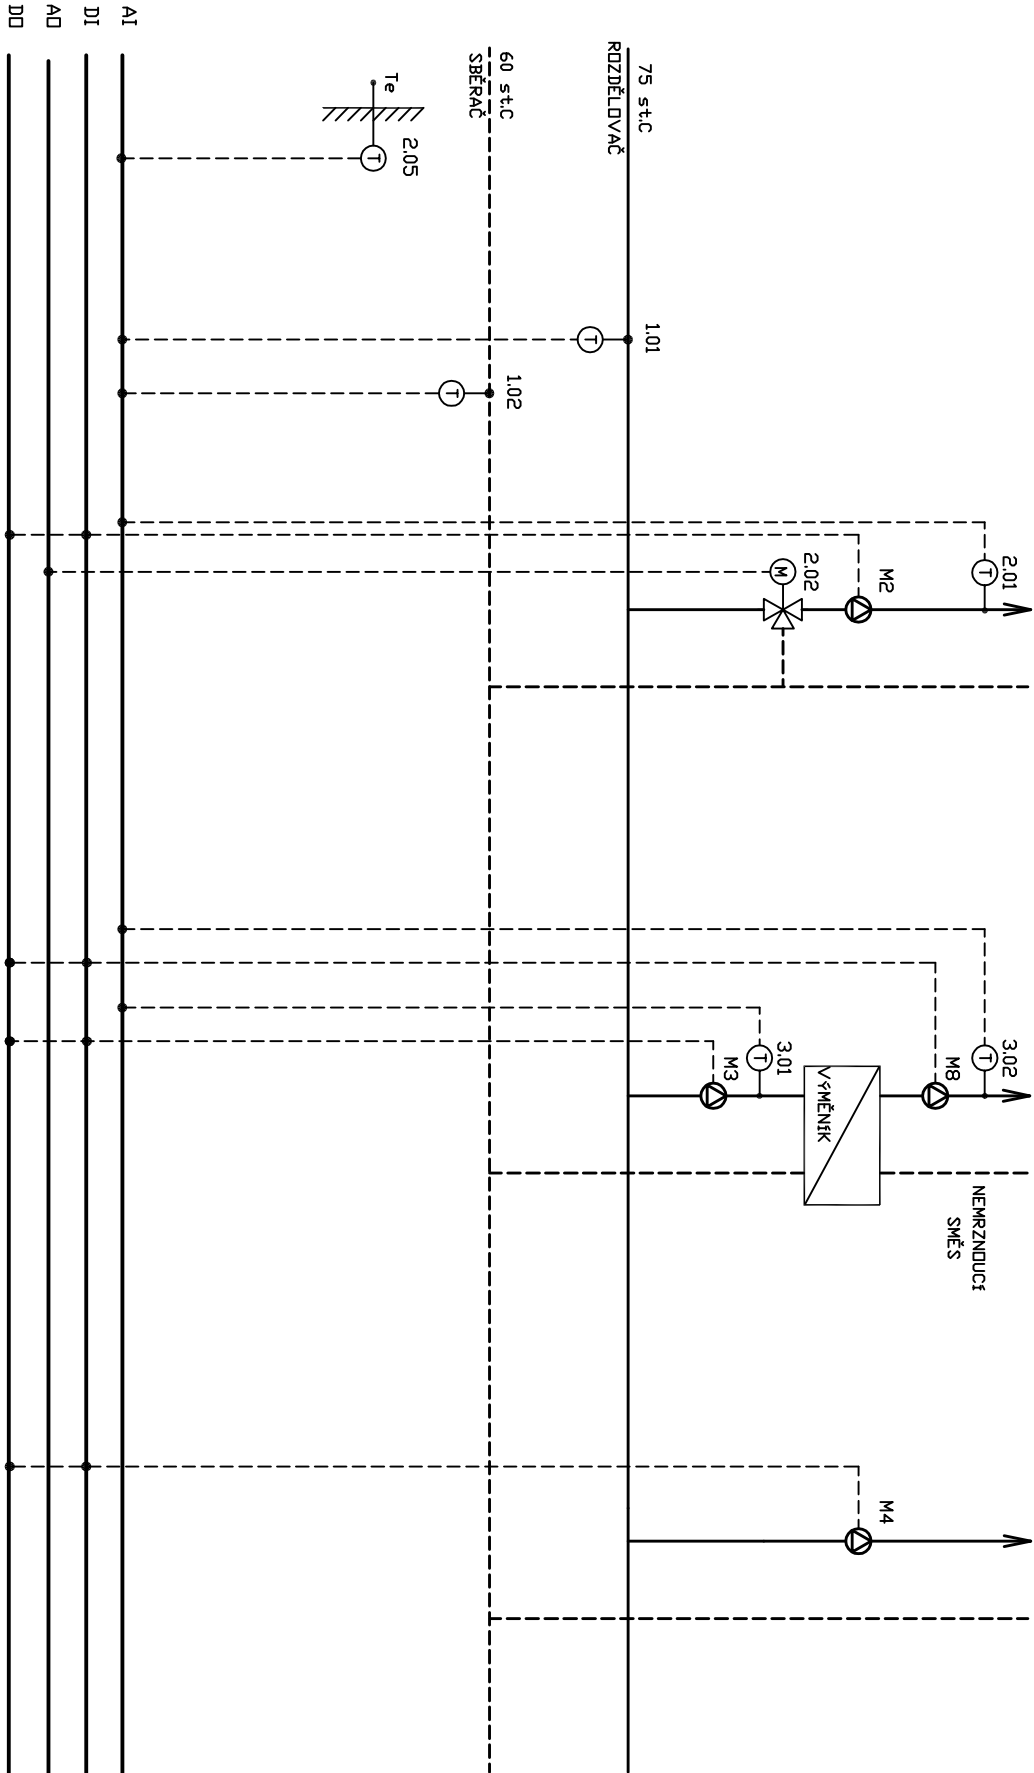 2.01
3.02
NEMRZNOUCÍ
SMĚS
M8
M2
M4
2.02
VÝMĚNÍK
3.01
M3
1.01
75 st.C
ROZDĚLOVAČ
1.02
60 st.C
SBĚRAČ
2.05
Te
AI
DI
AO
DO